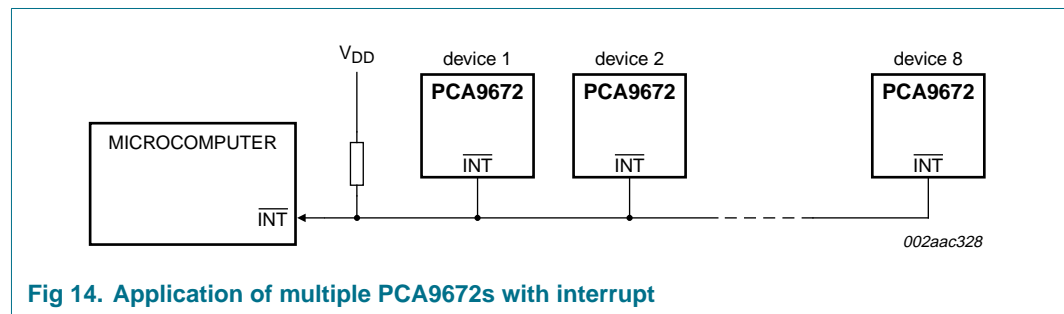 V_DD
device 1 device 2 device 8
PCA9672 PCA9672 PCA9672
MICROCOMPUTER
INT INT INT
INT
002aac328
Fig 14. Application of multiple PCA9672s with interrupt